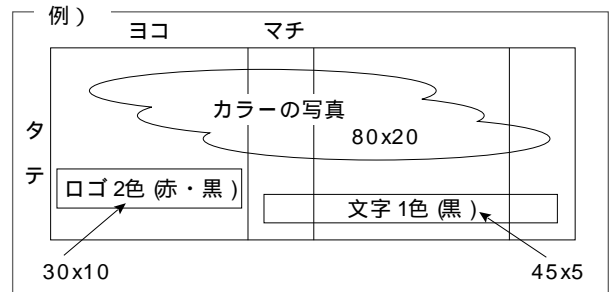 例）
ヨコ マチ
カラーの写真
80x20
タテ
ロゴ 2色（赤・黒）
文字 1色（黒）
30x10 45x5